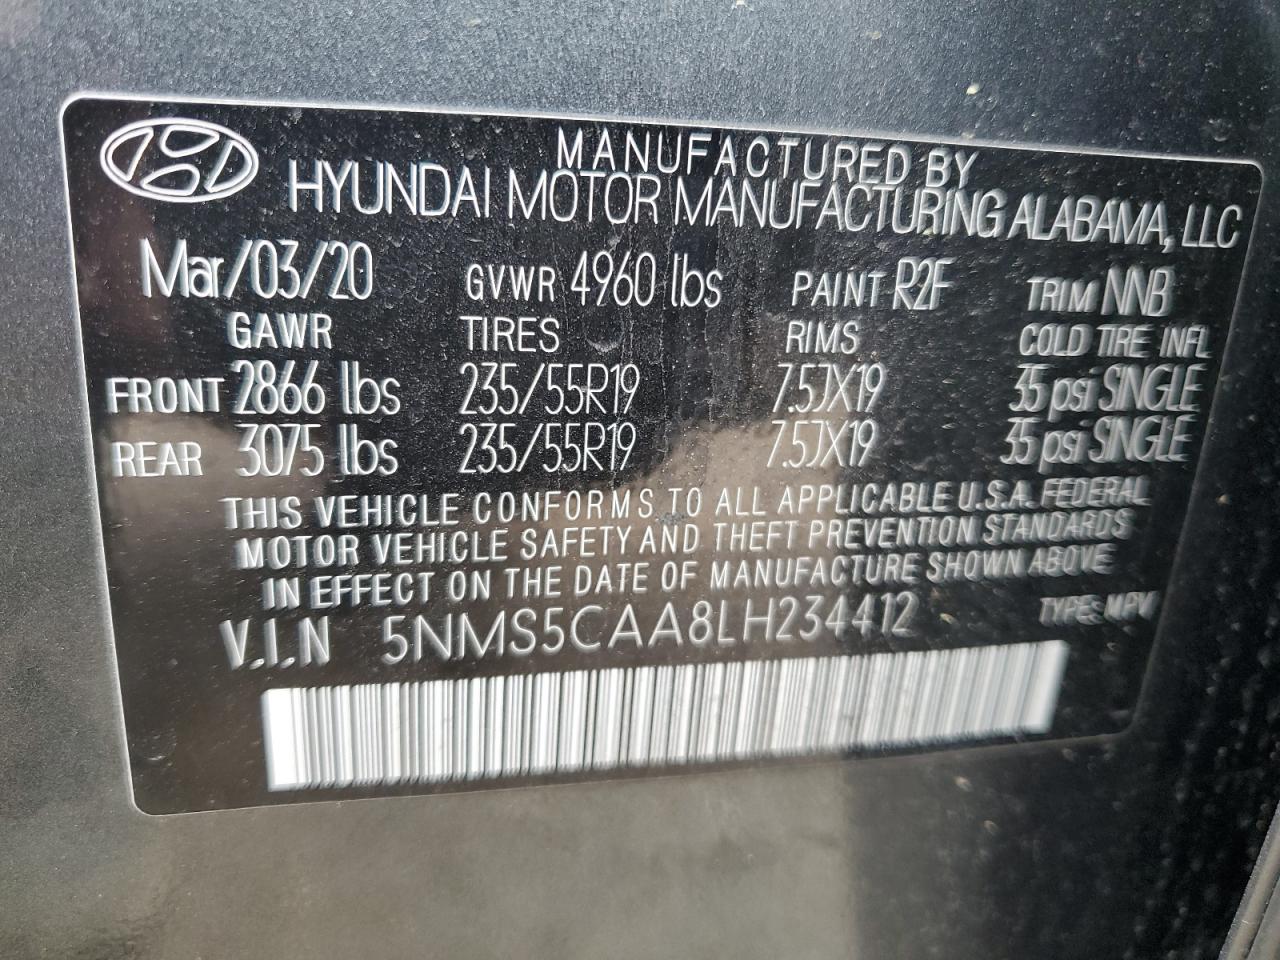 MANUFACTURED BY
HYUNDAI MOTOR MANUFACTURING ALABAMA, LLC
Mar/03/20 GVWR 4960 lbs PAINT R2F TRIM NNB
GAWR TIRES RIMS COLD TIRE INFL
FRONT 2866 lbs 235/55R19 7.5JX19 35 psi SINGLE
REAR 3075 lbs 235/55R19 7.5JX19 35 psi SINGLE
THIS VEHICLE CONFORMS TO ALL APPLICABLE U.S.A. FEDERAL
MOTOR VEHICLE SAFETY AND THEFT PREVENTION STANDARDS
IN EFFECT ON THE DATE OF MANUFACTURE SHOWN ABOVE
V.I.N 5NMS5CAA8LH234412 TYPE: MPV